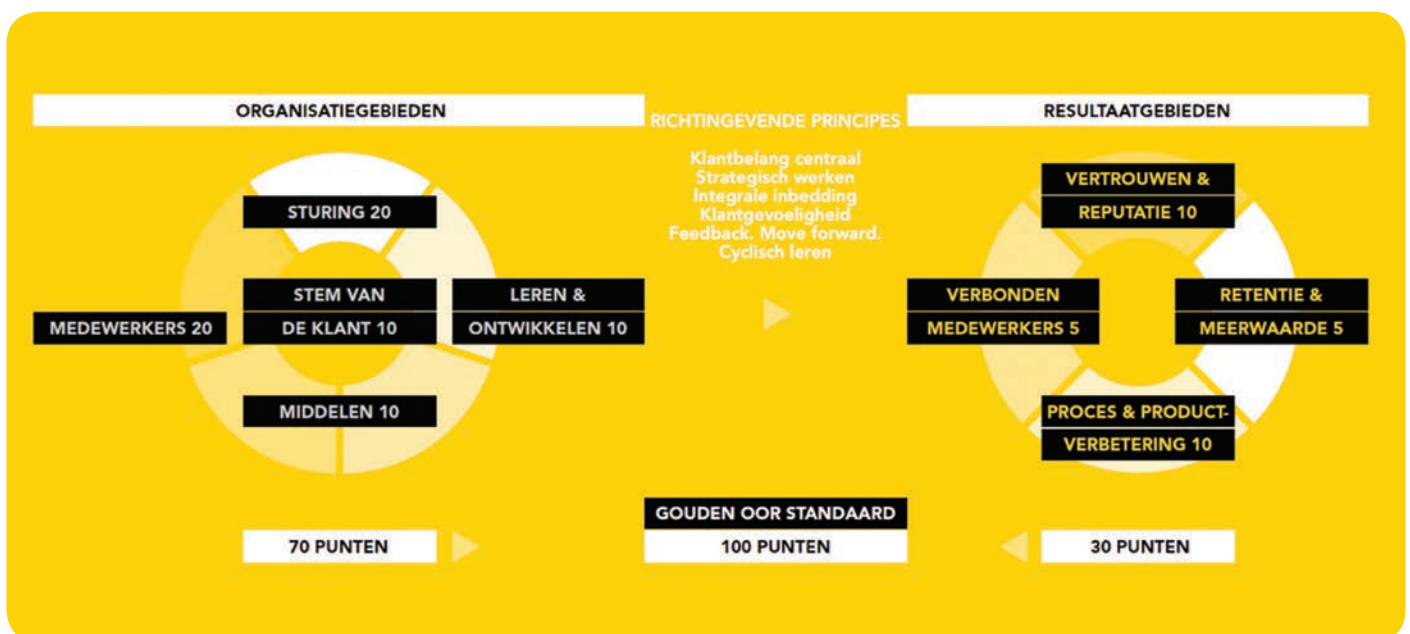 ORGANISATIEGEBIEDEN
STURING 20
MEDEWERKERS 20
STEM VAN
DE KLANT 10
LEREN &
ONTWIKKELEN 10
MIDDELEN 10
70 PUNTEN
RICHTINGEVENDE PRINCIPES
Klantbelang centraal
Strategisch werken
Integrale inbedding
Klantgevoeligheid
Feedback. Move forward.
Cyclisch leren
GOUDEN OOR STANDAARD
100 PUNTEN
RESULTAATGEBIEDEN
VERTROUWEN &
REPUTATIE 10
VERBONDEN
MEDEWERKERS 5
RETENTIE &
MEERWAARDE 5
PROCES & PRODUCT-
VERBETERING 10
30 PUNTEN